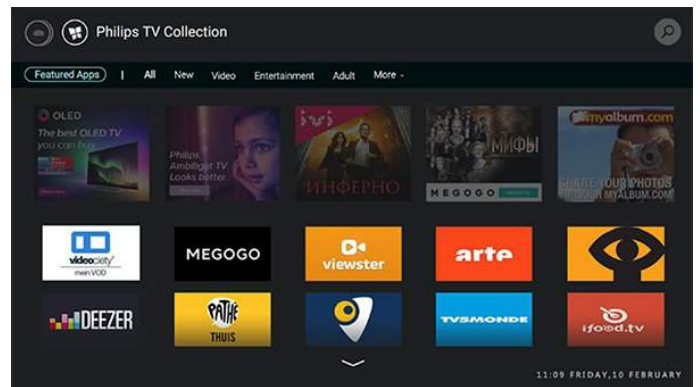 Philips TV Collection
Featured Apps | All New Video Entertainment Adult More
OLED
The best OLED TV
you can buy
Philips
Ambilight TV.
Looks better.
ivi
ИНФЕРНО
МИФЫ
MEGOGO
myalbum.com
SHARE YOUR PHOTOS
THROUGH MYALBUM.COM
videociety
mein VOD
MEGOGO
viewster
arte
DEEZER
PATHÉ
THUIS
TV5MONDE
ifood.tv
11:09 FRIDAY,10 FEBRUARY